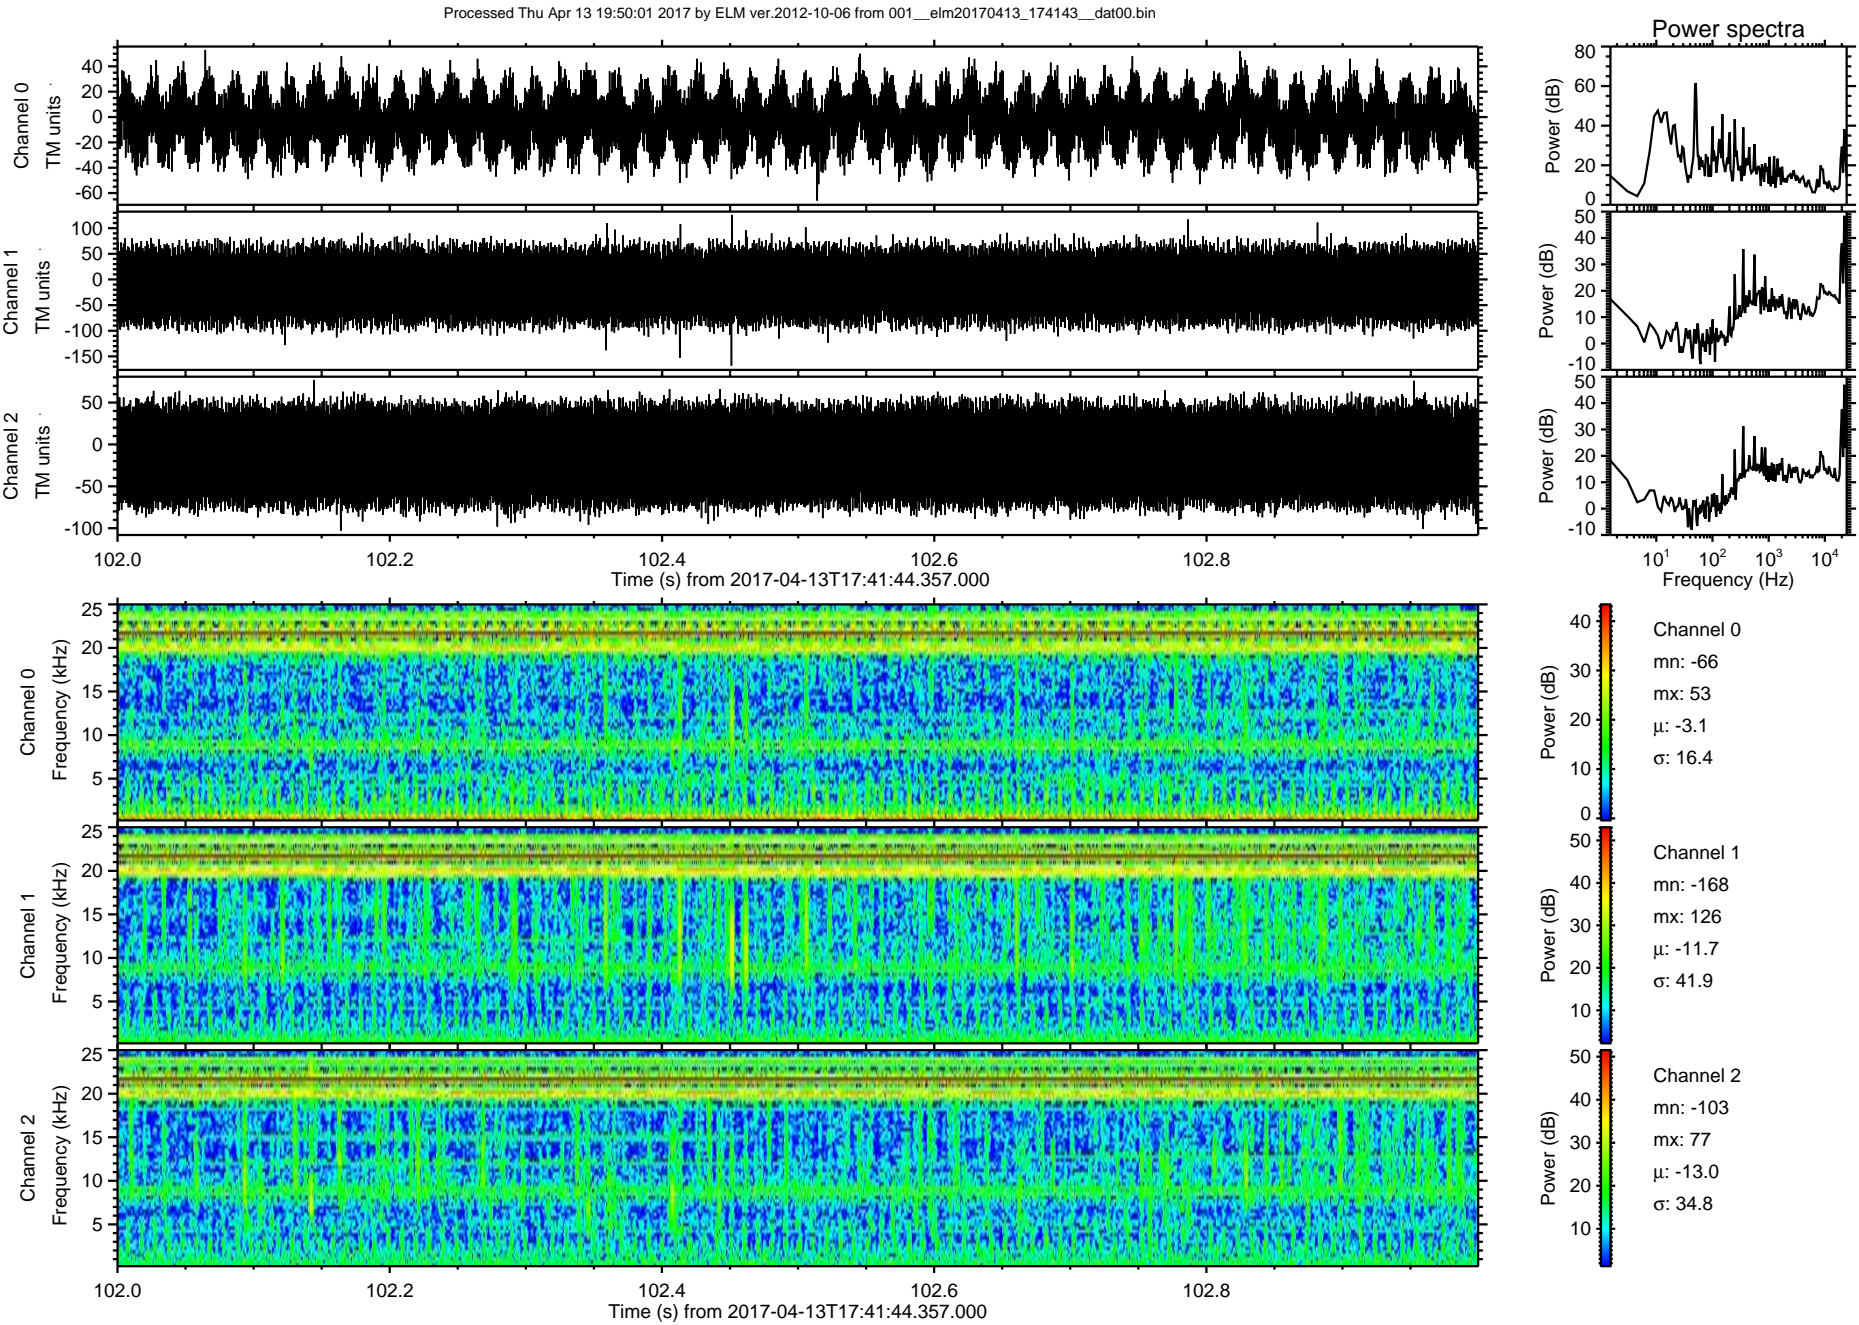 Processed Thu Apr 13 19:50:01 2017 by ELM ver.2012-10-06 from 001__elm20170413_174143__dat00.bin
Power spectra
Channel 0
TM units
40
20
0
-20
-40
-60
Power (dB)
80
60
40
20
0
Channel 1
TM units
100
50
0
-50
-100
-150
Power (dB)
50
40
30
20
10
0
-10
Channel 2
TM units
50
0
-50
-100
Power (dB)
50
40
30
20
10
0
-10
102.0
102.2
102.4
102.6
102.8
Time (s) from 2017-04-13T17:41:44.357.000
10¹
10²
10³
10⁴
Frequency (Hz)
Channel 0
Frequency (kHz)
25
20
15
10
5
Power (dB)
40
30
20
10
0
Channel 0
mn: -66
mx: 53
µ: -3.1
σ: 16.4
Channel 1
Frequency (kHz)
25
20
15
10
5
Power (dB)
50
40
30
20
10
Channel 1
mn: -168
mx: 126
µ: -11.7
σ: 41.9
Channel 2
Frequency (kHz)
25
20
15
10
5
Power (dB)
50
40
30
20
10
Channel 2
mn: -103
mx: 77
µ: -13.0
σ: 34.8
102.0
102.2
102.4
102.6
102.8
Time (s) from 2017-04-13T17:41:44.357.000